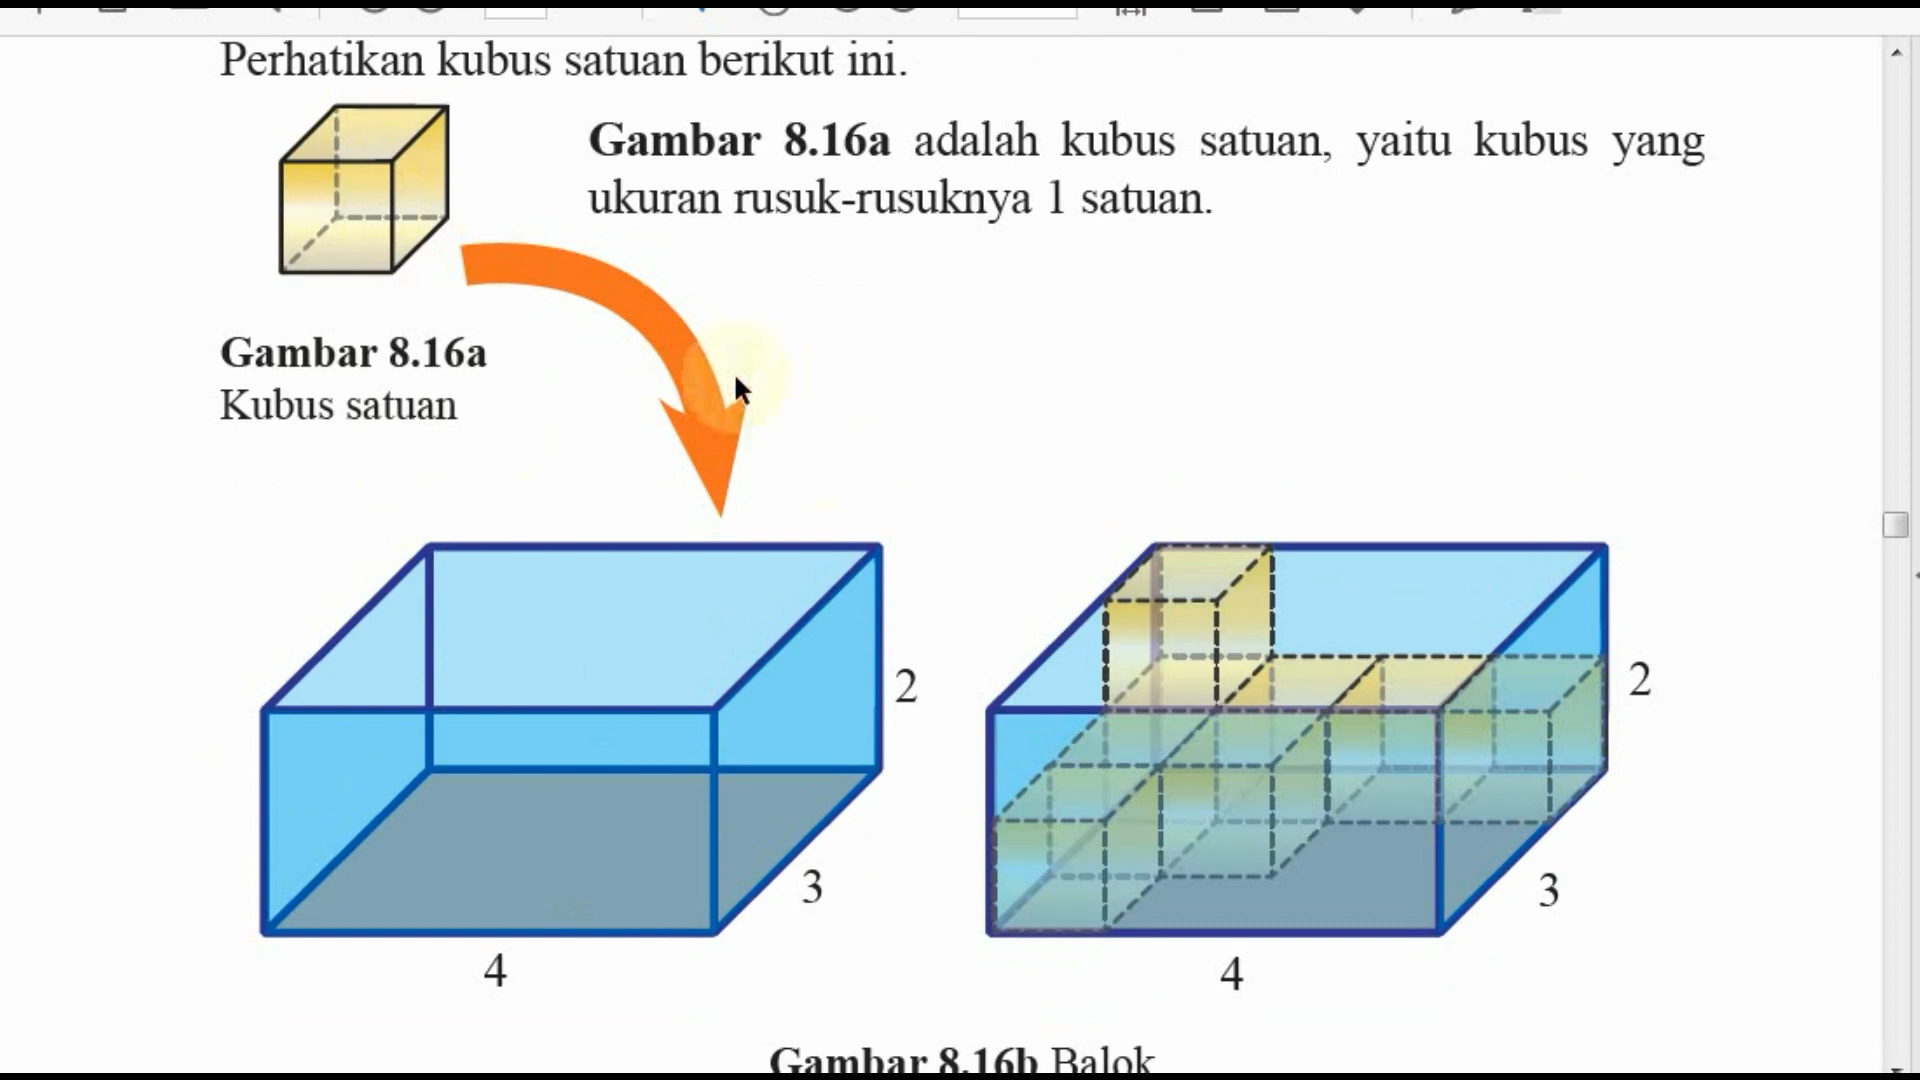 Perhatikan kubus satuan berikut ini.
Gambar 8.16a adalah kubus satuan, yaitu kubus yang
ukuran rusuk-rusuknya 1 satuan.
Gambar 8.16a
Kubus satuan
2
3
4
2
3
4
Gambar 8.16b Balok